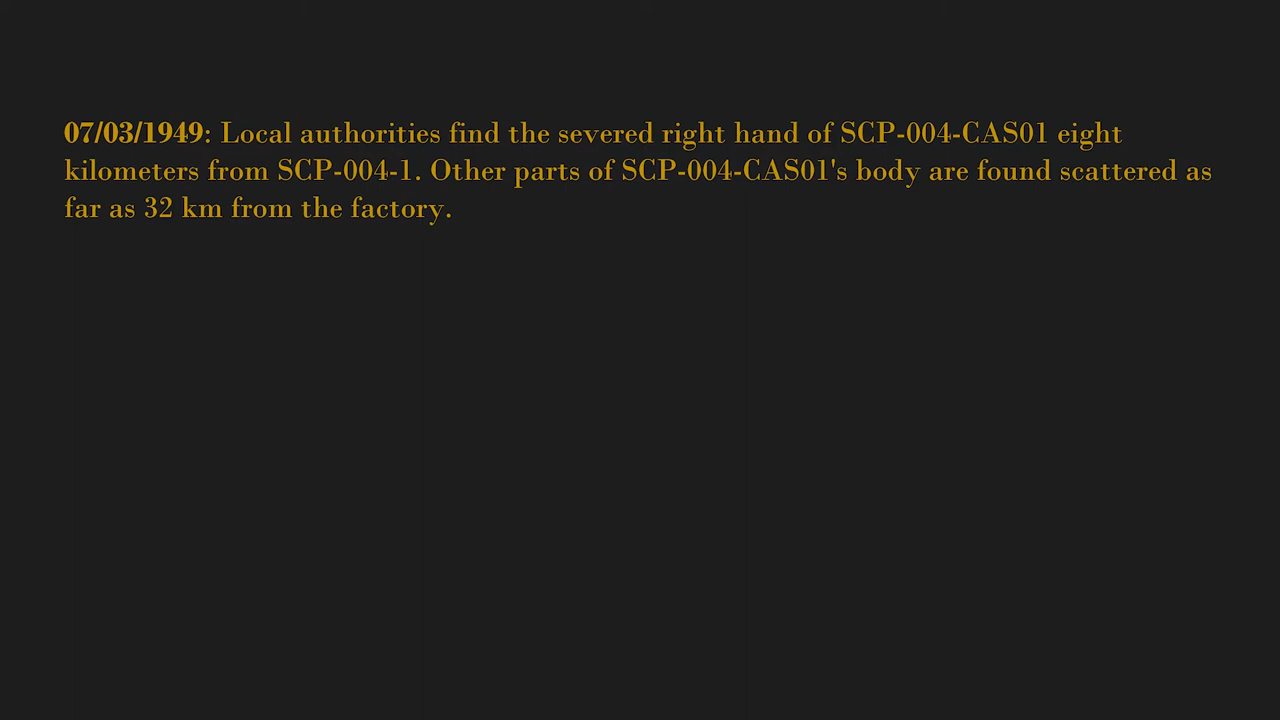 07/03/1949: Local authorities find the severed right hand of SCP-004-CAS01 eight
kilometers from SCP-004-1. Other parts of SCP-004-CAS01's body are found scattered as
far as 32 km from the factory.